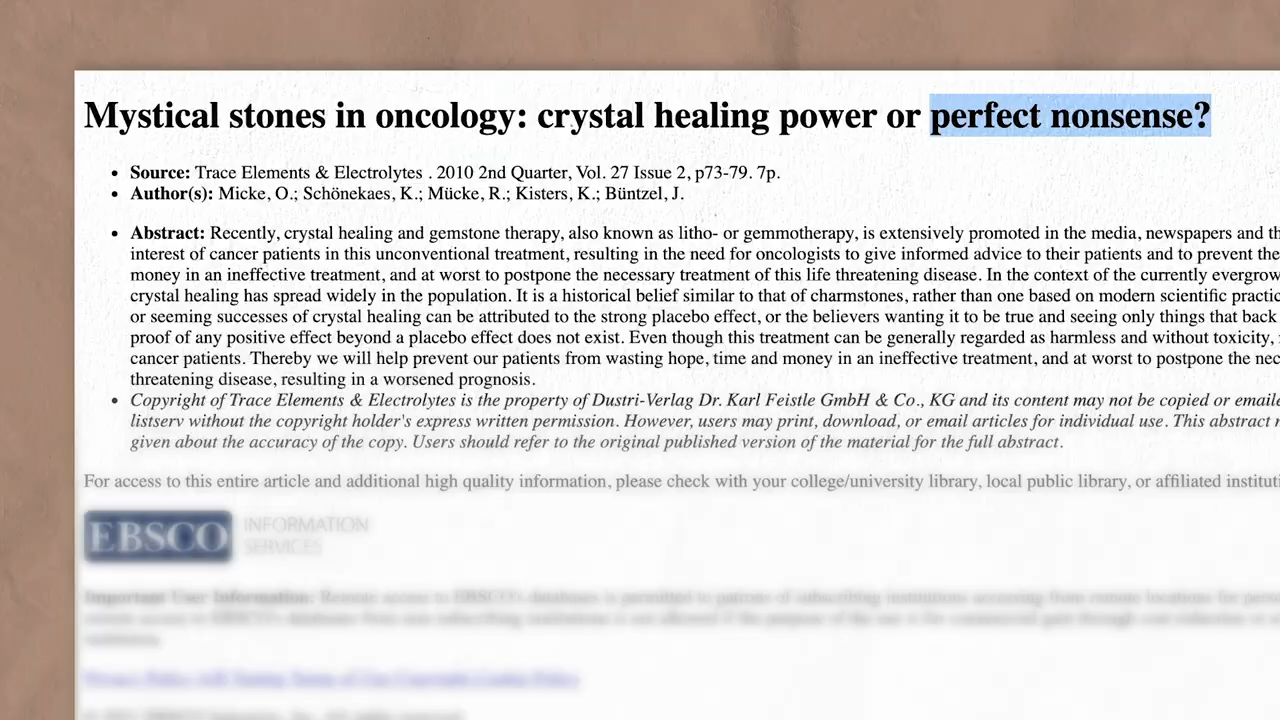 Mystical stones in oncology: crystal healing power or perfect nonsense?
• Source: Trace Elements & Electrolytes . 2010 2nd Quarter, Vol. 27 Issue 2, p73-79. 7p.
• Author(s): Micke, O.; Schönekaes, K.; Mücke, R.; Kisters, K.; Büntzel, J.
• Abstract: Recently, crystal healing and gemstone therapy, also known as litho- or gemmotherapy, is extensively promoted in the media, newspapers and
interest of cancer patients in this unconventional treatment, resulting in the need for oncologists to give informed advice to their patients and to prevent
money in an ineffective treatment, and at worst to postpone the necessary treatment of this life threatening disease. In the context of the currently
crystal healing has spread widely in the population. It is a historical belief similar to that of charmstones, rather than one based on modern scientific
or seeming successes of crystal healing can be attributed to the strong placebo effect, or the believers wanting it to be true and seeing only things that back
proof of any positive effect beyond a placebo effect does not exist. Even though this treatment can be generally regarded as harmless and without toxicity,
cancer patients. Thereby we will help prevent our patients from wasting hope, time and money in an ineffective treatment, and at worst to postpone the
threatening disease, resulting in a worsened prognosis.
• Copyright of Trace Elements & Electrolytes is the property of Dustri-Verlag Dr. Karl Feistle GmbH & Co., KG and its content may not be copied or
listserv without the copyright holder's express written permission. However, users may print, download, or email articles for individual use. This abstract
given about the accuracy of the copy. Users should refer to the original published version of the material for the full abstract.
For access to this entire article and additional high quality information, please check with your college/university library, local public library, or affiliated
EBSCO INFORMATION
SERVICES